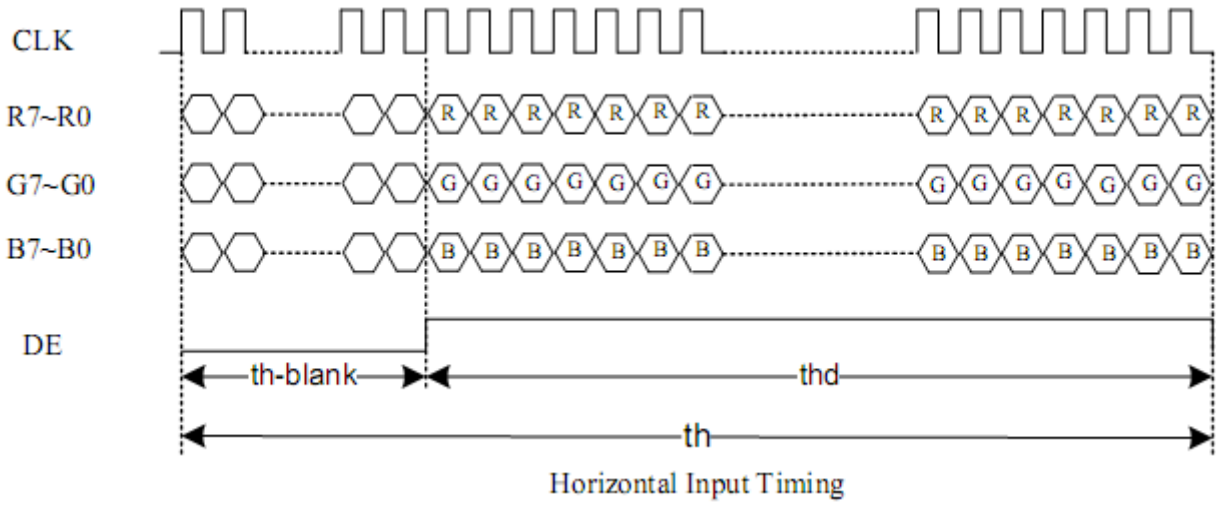 CLK
R7~R0 R R R R R R R R R R R R R R
G7~G0 G G G G G G G G G G G G G G
B7~B0 B B B B B B B B B B B B B B
DE
th-blank thd
th
Horizontal Input Timing